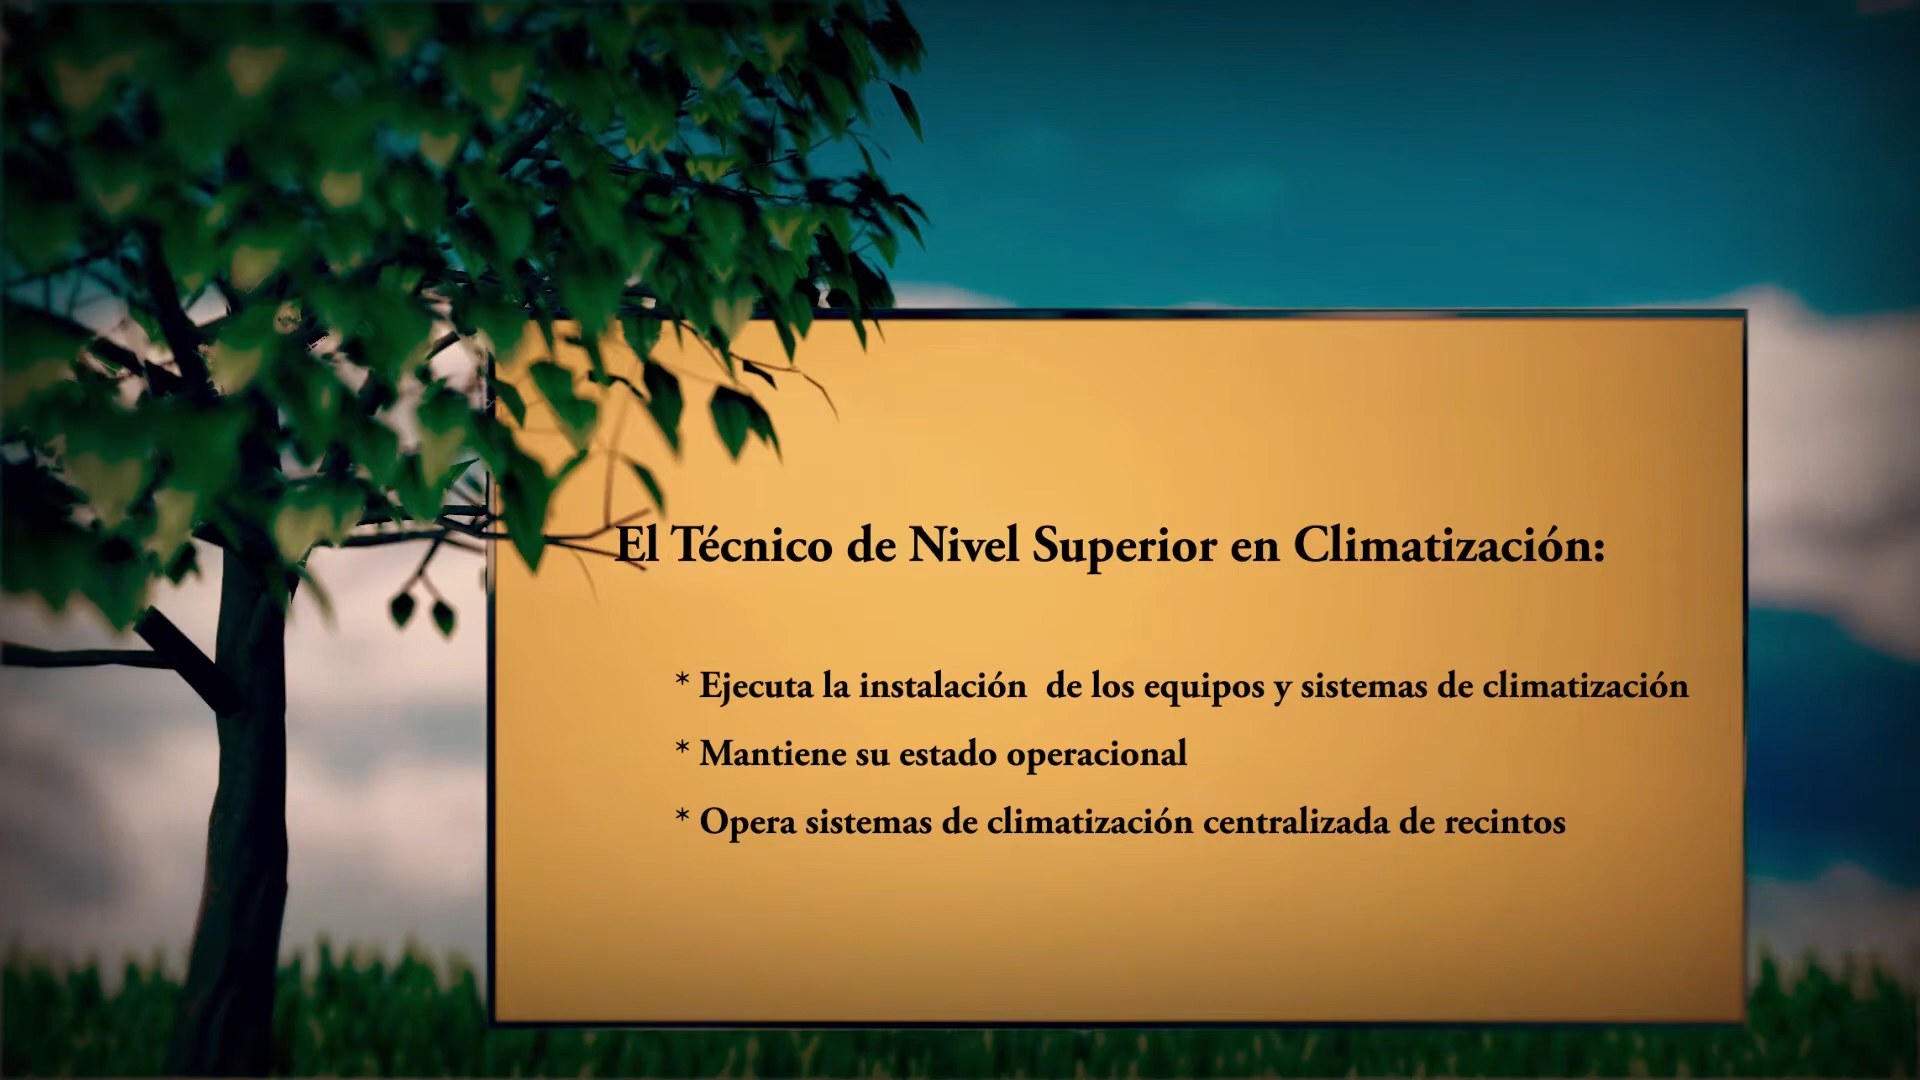 El Técnico de Nivel Superior en Climatización:
* Ejecuta la instalación  de los equipos y sistemas de climatización
* Mantiene su estado operacional
* Opera sistemas de climatización centralizada de recintos